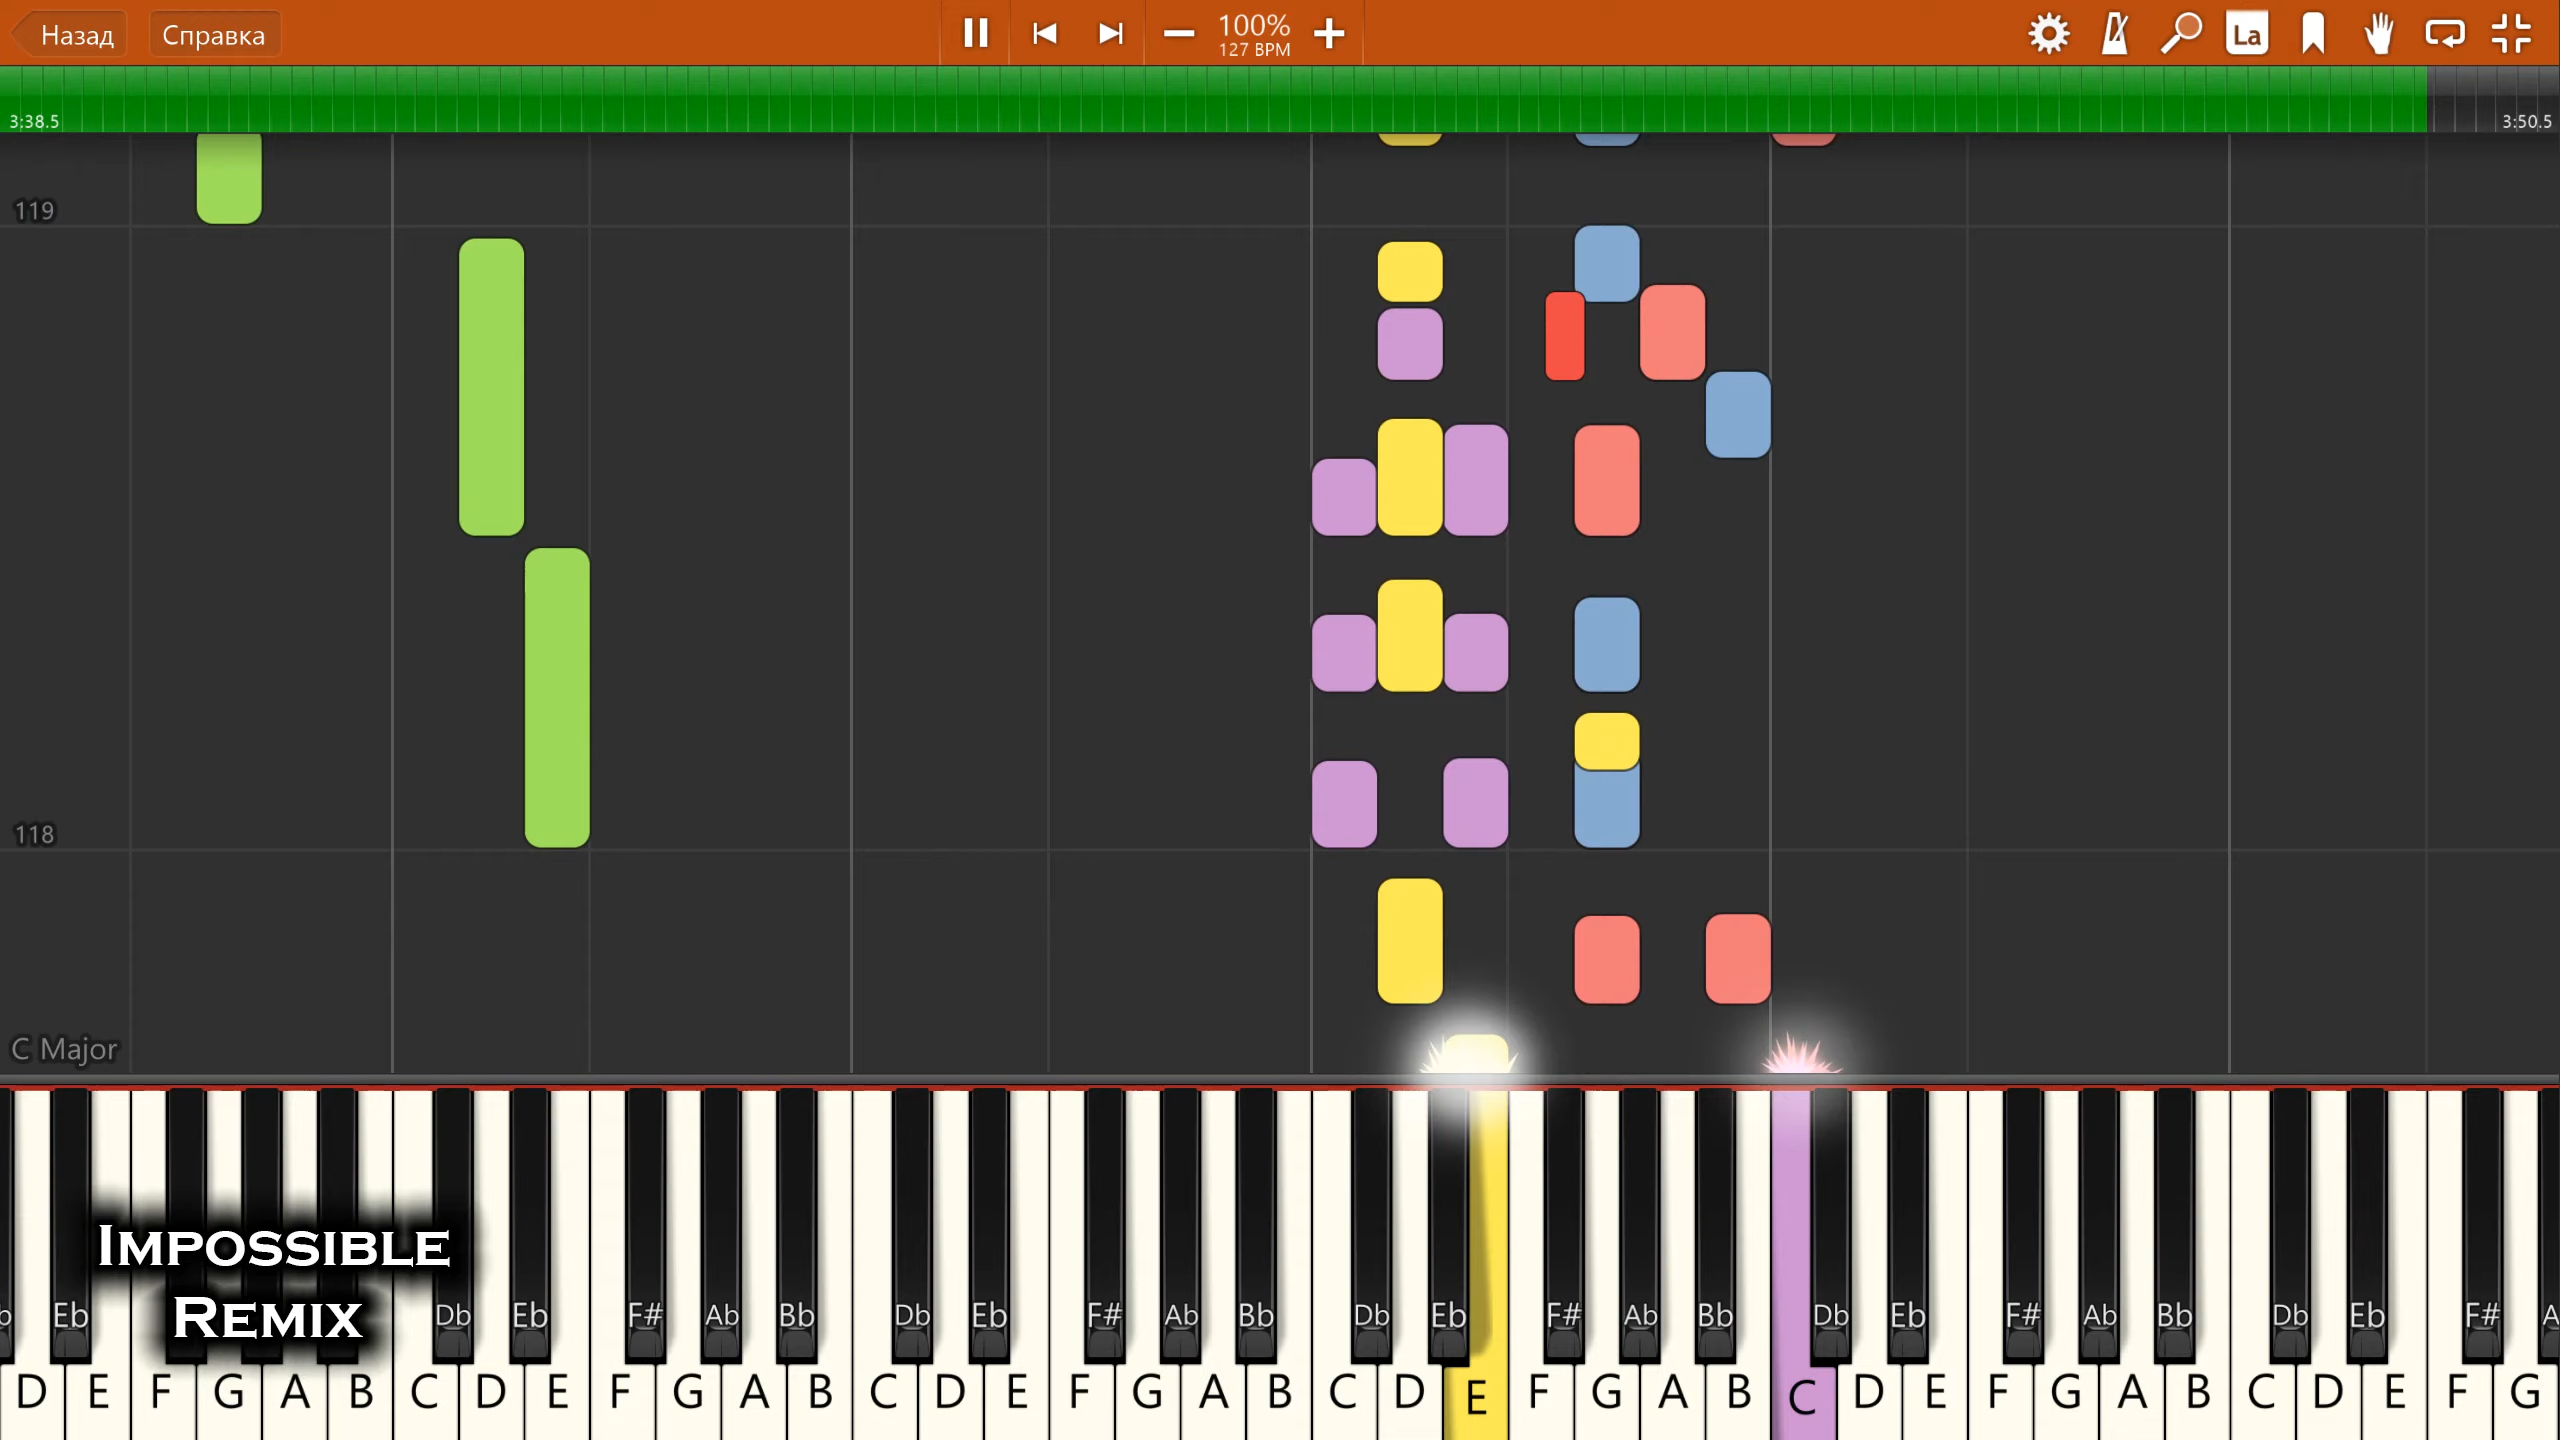 Назад Справка 100% La
127 BPM
3:38.5 3:50.5
119
118
C Major
Impossible
Remix
Eb Db Eb F# Ab Bb Db Eb F# Ab Bb Db Eb F# Ab Bb Db Eb F# Ab Bb Db Eb F#
D E F G A B C D E F G A B C D E F G A B C D E F G A B C D E F G A B C D E F G